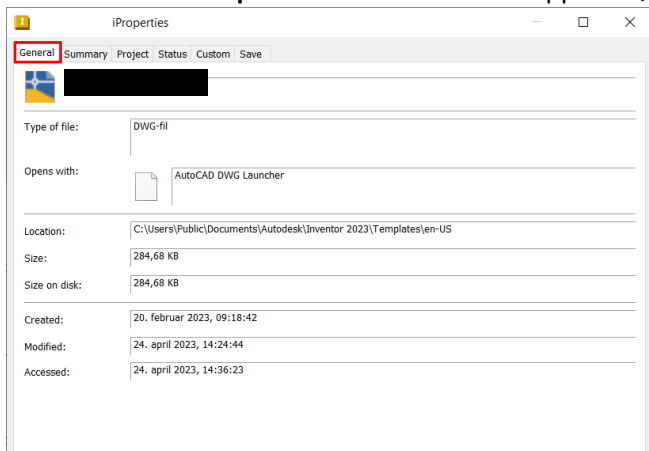 iProperties
General Summary Project Status Custom Save
Type of file: DWG-fil
Opens with: AutoCAD DWG Launcher
Location: C:\Users\Public\Documents\Autodesk\Inventor 2023\Templates\en-US
Size: 284,68 KB
Size on disk: 284,68 KB
Created: 20. februar 2023, 09:18:42
Modified: 24. april 2023, 14:24:44
Accessed: 24. april 2023, 14:36:23